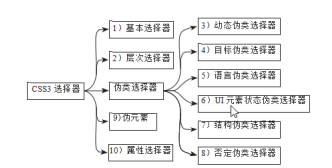 CSS3 选择器
1）基本选择器
2）层次选择器
伪类选择器
3）动态伪类选择器
4）目标伪类选择器
5）语言伪类选择器
6）UI 元素状态伪类选择器
7）结构伪类选择器
8）否定伪类选择器
9)伪元素
10）属性选择器